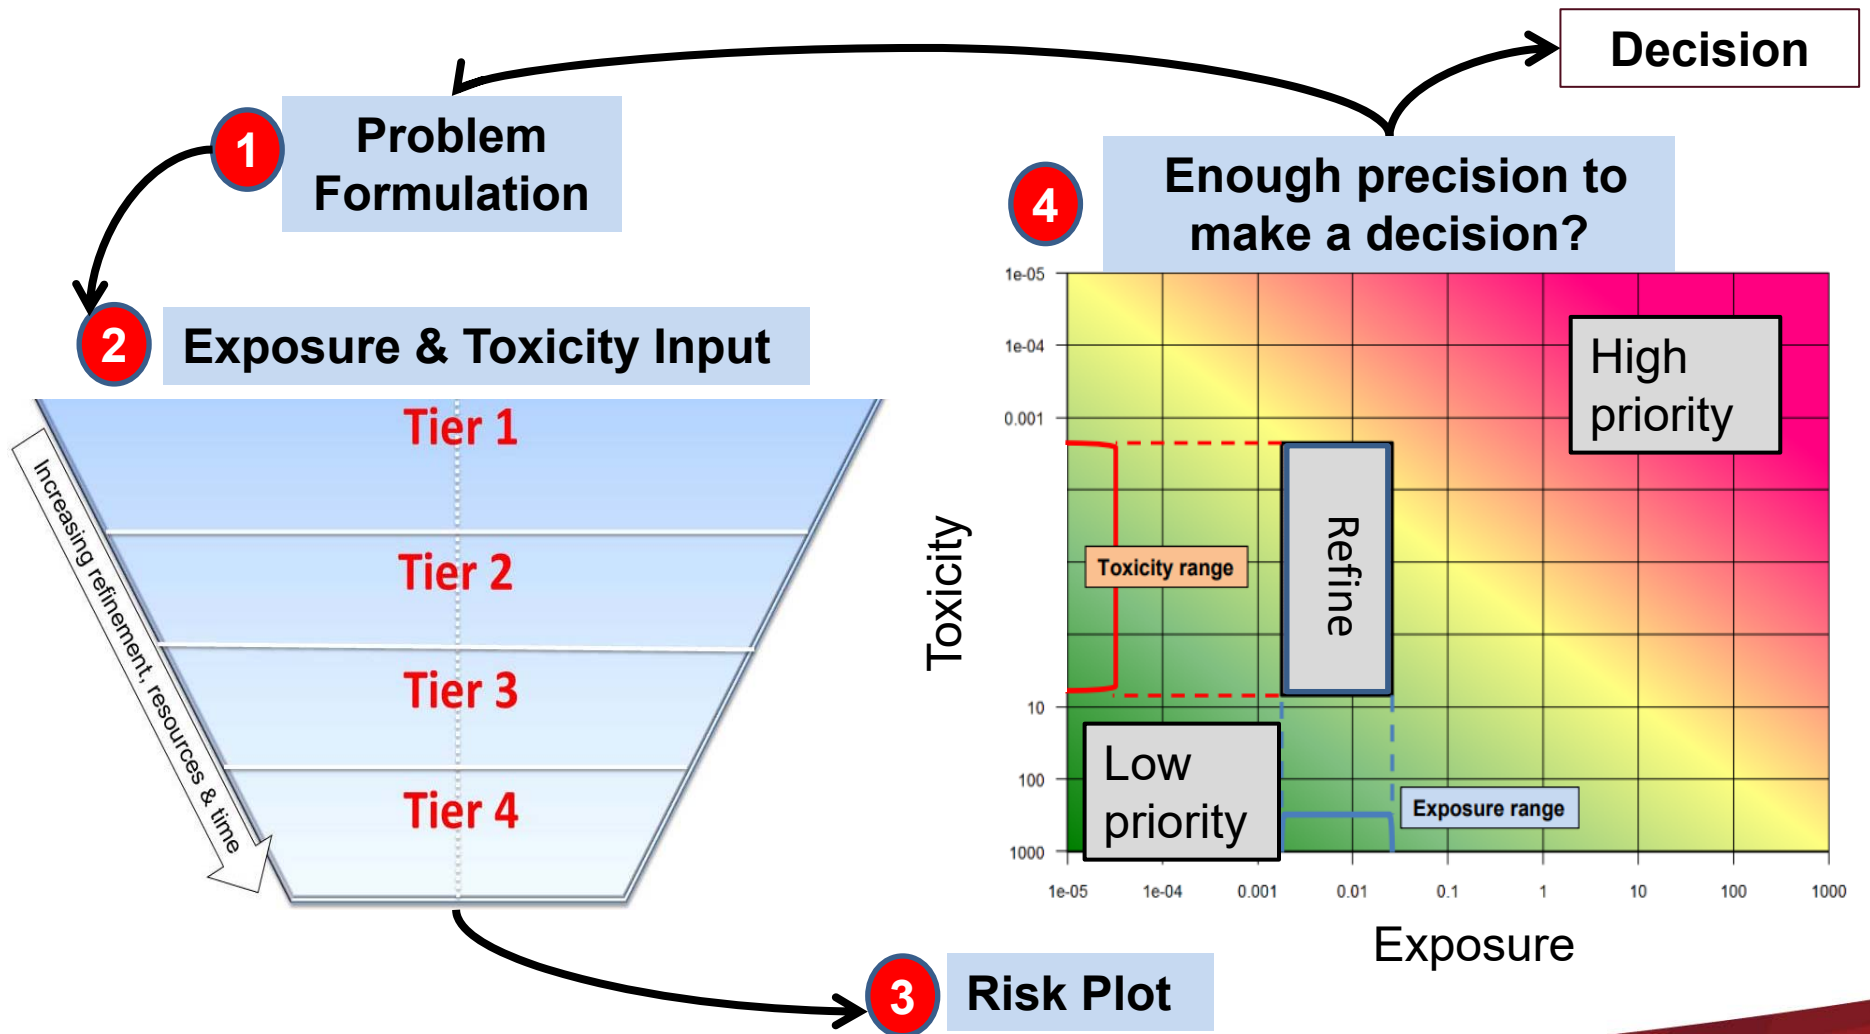 Decision
1
Problem
Formulation
4
Enough precision to
make a decision?
2
Exposure & Toxicity Input
Tier 1
Tier 2
Tier 3
Tier 4
Increasing refinement, resources & time
3
Risk Plot
1e-05
1e-04
0.001
10
100
1000
Toxicity
High
priority
Toxicity range
Refine
Low
priority
Exposure range
1e-05
1e-04
0.001
0.01
0.1
1
10
100
1000
Exposure